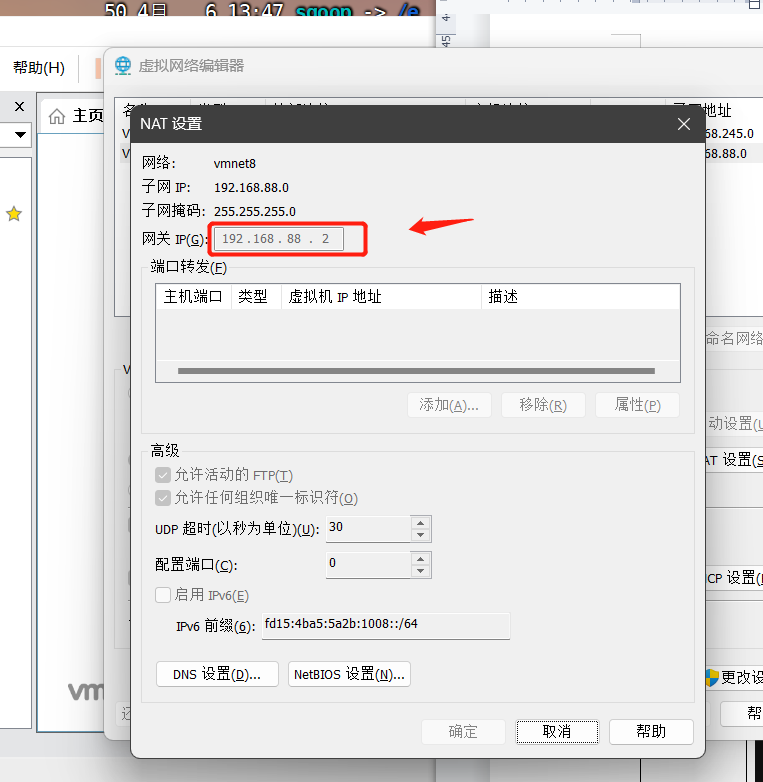 50 4月 6 13:47 sqoop -> /e
帮助(H)
虚拟网络编辑器
主页
地址
68.245.0
68.88.0
NAT 设置
网络: vmnet8
子网 IP: 192.168.88.0
子网掩码: 255.255.255.0
网关 IP(G): 192.168.88.2
端口转发(F)
主机端口 类型 虚拟机 IP 地址 描述
命名网络
添加(A)... 移除(R) 属性(P)
动设置(U
高级
AT 设置(S
允许活动的 FTP(T)
允许任何组织唯一标识符(O)
UDP 超时(以秒为单位)(U): 30
配置端口(C): 0
CP 设置(
启用 IPv6(E)
IPv6 前缀(6): fd15:4ba5:5a2b:1008::/64
DNS 设置(D)... NetBIOS 设置(N)...
更改设
vm
还
确定 取消 帮助
帮